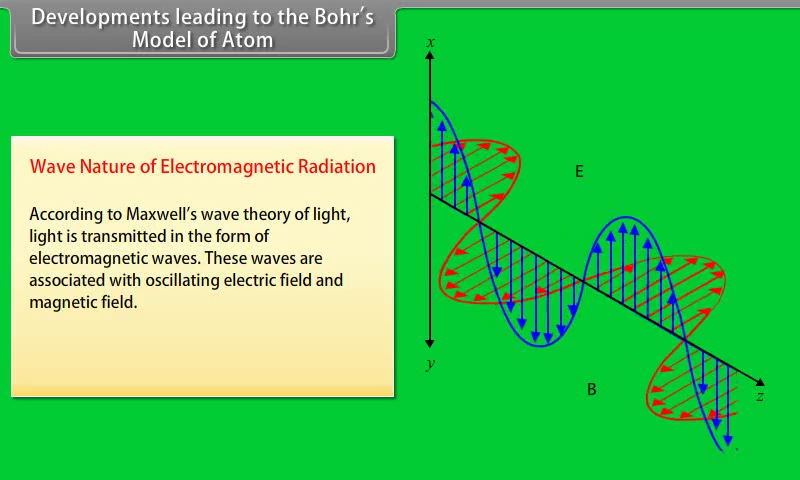 Developments leading to the Bohr's
Model of Atom
Wave Nature of Electromagnetic Radiation
According to Maxwell's wave theory of light,
light is transmitted in the form of
electromagnetic waves. These waves are
associated with oscillating electric field and
magnetic field.
x
E
y
B
z